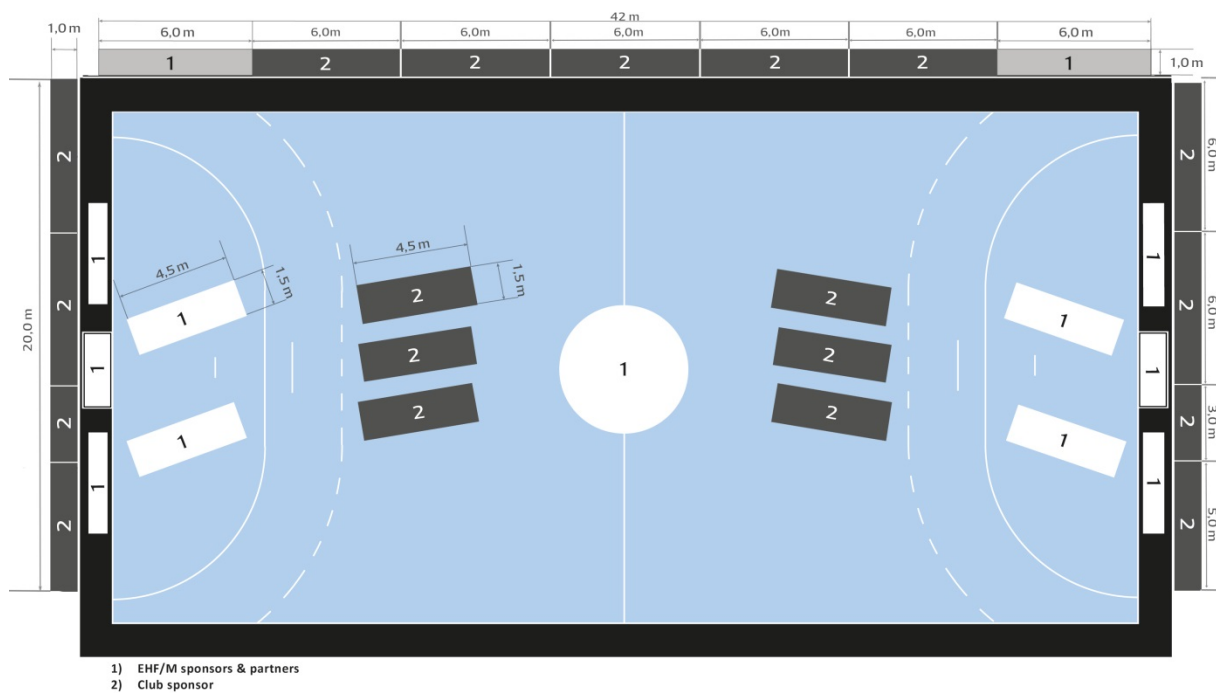 42 m
1,0 m 6,0 m 6,0m 6,0m 6,0m 6,0m 6,0m 6,0 m
1 2 2 2 2 2 1
1,0 m
2 2
6,0 m
1 4,5 m 1,5 m 4,5 m 1,5 m 1
2 1 2 2 1 2
20,0 m 6,0 m
1 2 1 2 1
2 2 2 2
3,0 m
1 1
1 1
2 2
5,0 m
1) EHF/M sponsors & partners
2) Club sponsor